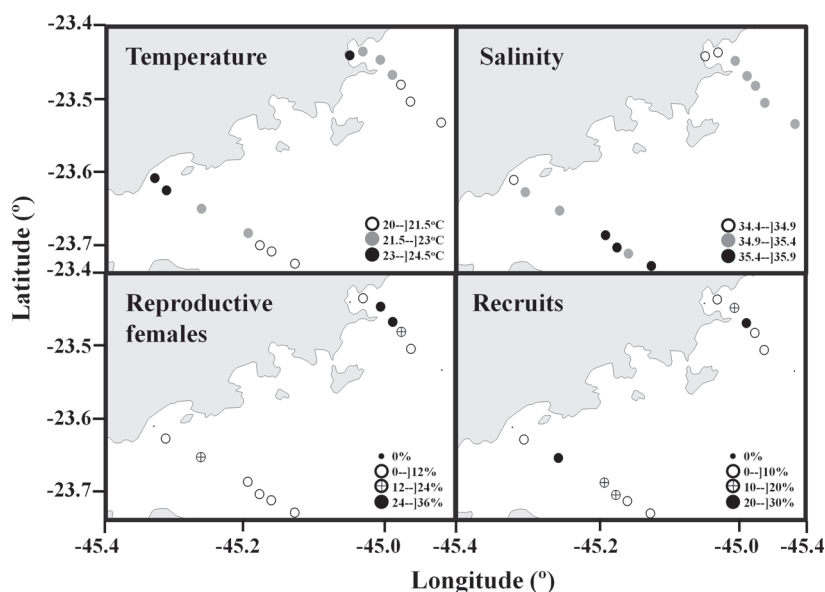 Temperature
Salinity
20--]21.5ºC
21.5--]23ºC
23--]24.5ºC
34.4--]34.9
34.9--]35.4
35.4--]35.9
Reproductive
females
Recruits
0%
0--]12%
12--]24%
24--]36%
0%
0--]10%
10--]20%
20--]30%
Latitude (º)
-23.4
-23.5
-23.6
-23.7
-23.4
-23.5
-23.6
-23.7
-45.4
-45.2
-45.0
-45.4
-45.2
-45.0
-45.4
Longitude (º)